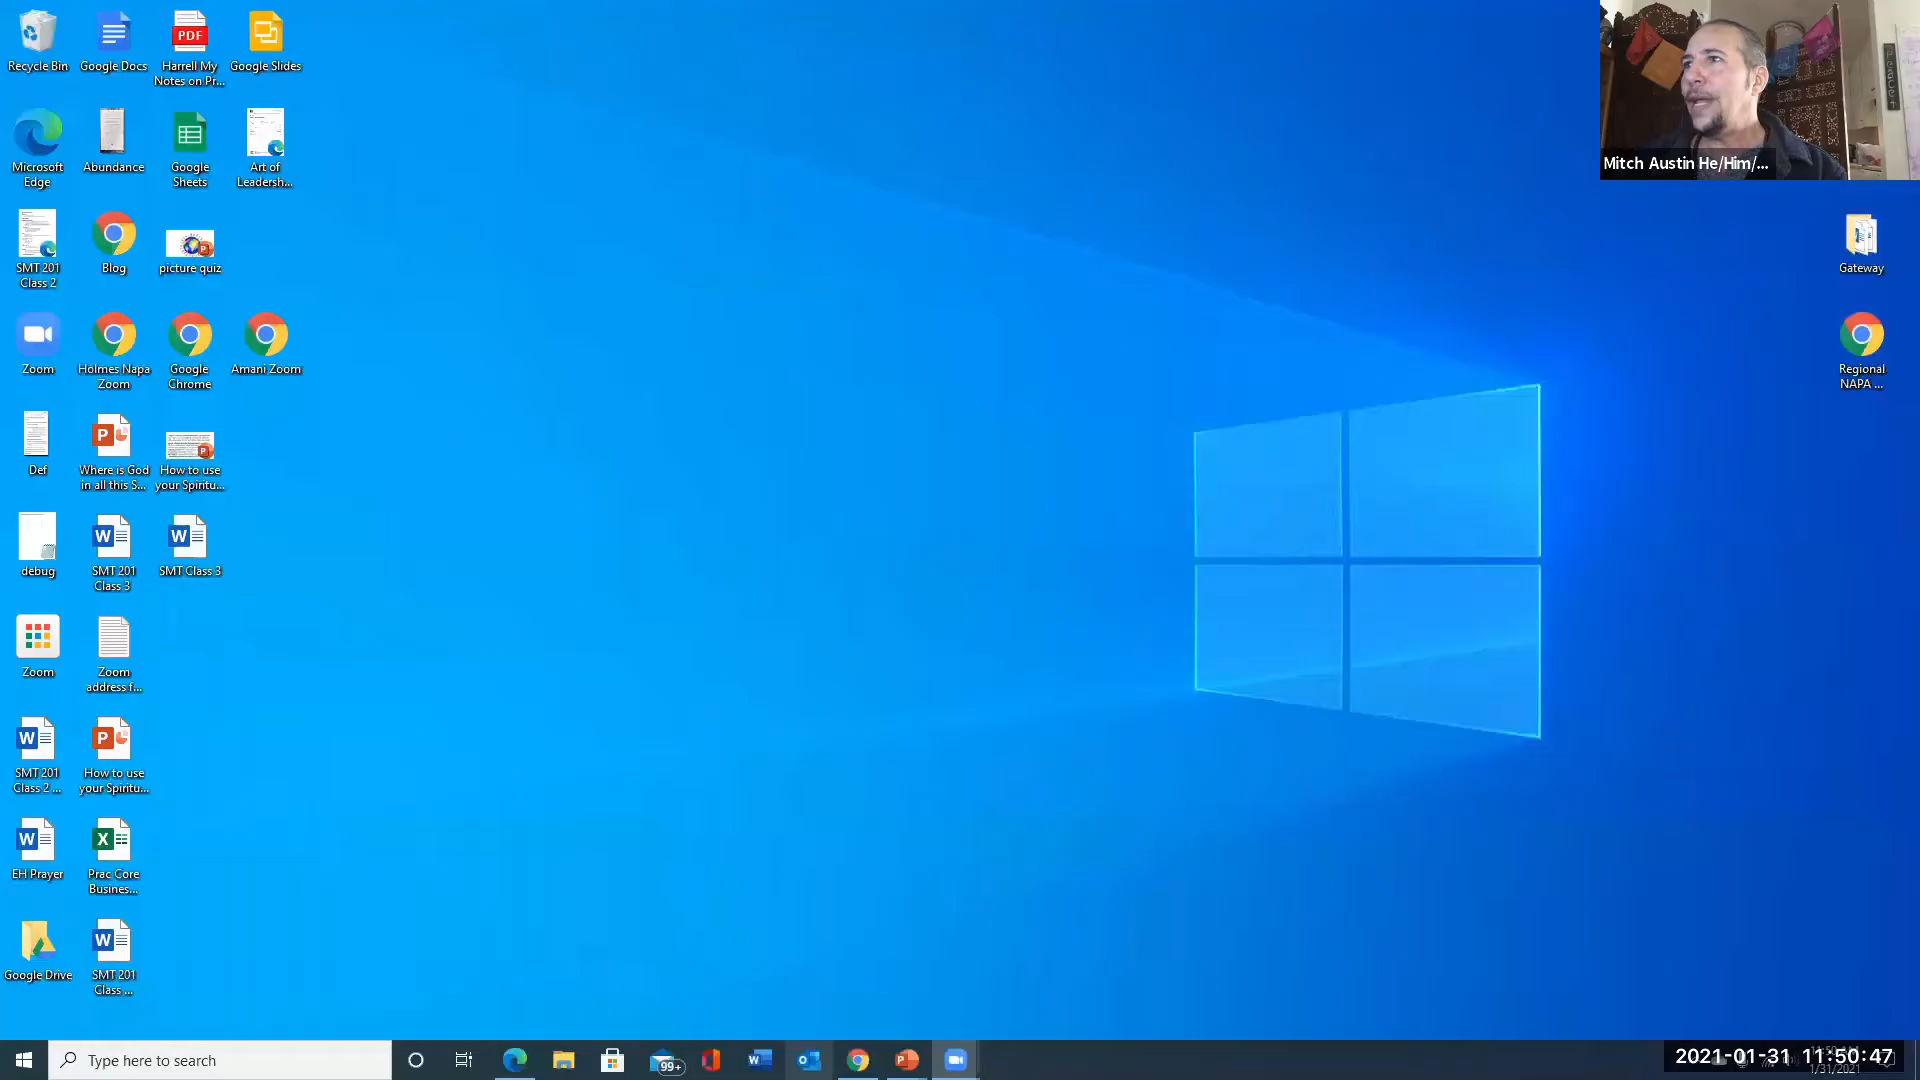 Recycle Bin
Google Docs
PDF
Harrell My
Notes on Pr...
Google Slides
Microsoft
Edge
Abundance
Google
Sheets
Art of
Leadersh...
SMT 201
Class 2
Blog
picture quiz
Zoom
Holmes Napa
Zoom
Google
Chrome
Amani Zoom
Def
Where is God
in all this S...
How to use
your Spiritu...
debug
SMT 201
Class 3
SMT Class 3
Zoom
Zoom
address f...
SMT 201
Class 2 ...
How to use
your Spiritu...
EH Prayer
Prac Core
Busines...
Google Drive
SMT 201
Class ...
Mitch Austin He/Him/...
Gateway
Regional
NAPA ...
Type here to search
99+
2021-01-31 11:50:47
1/31/2021